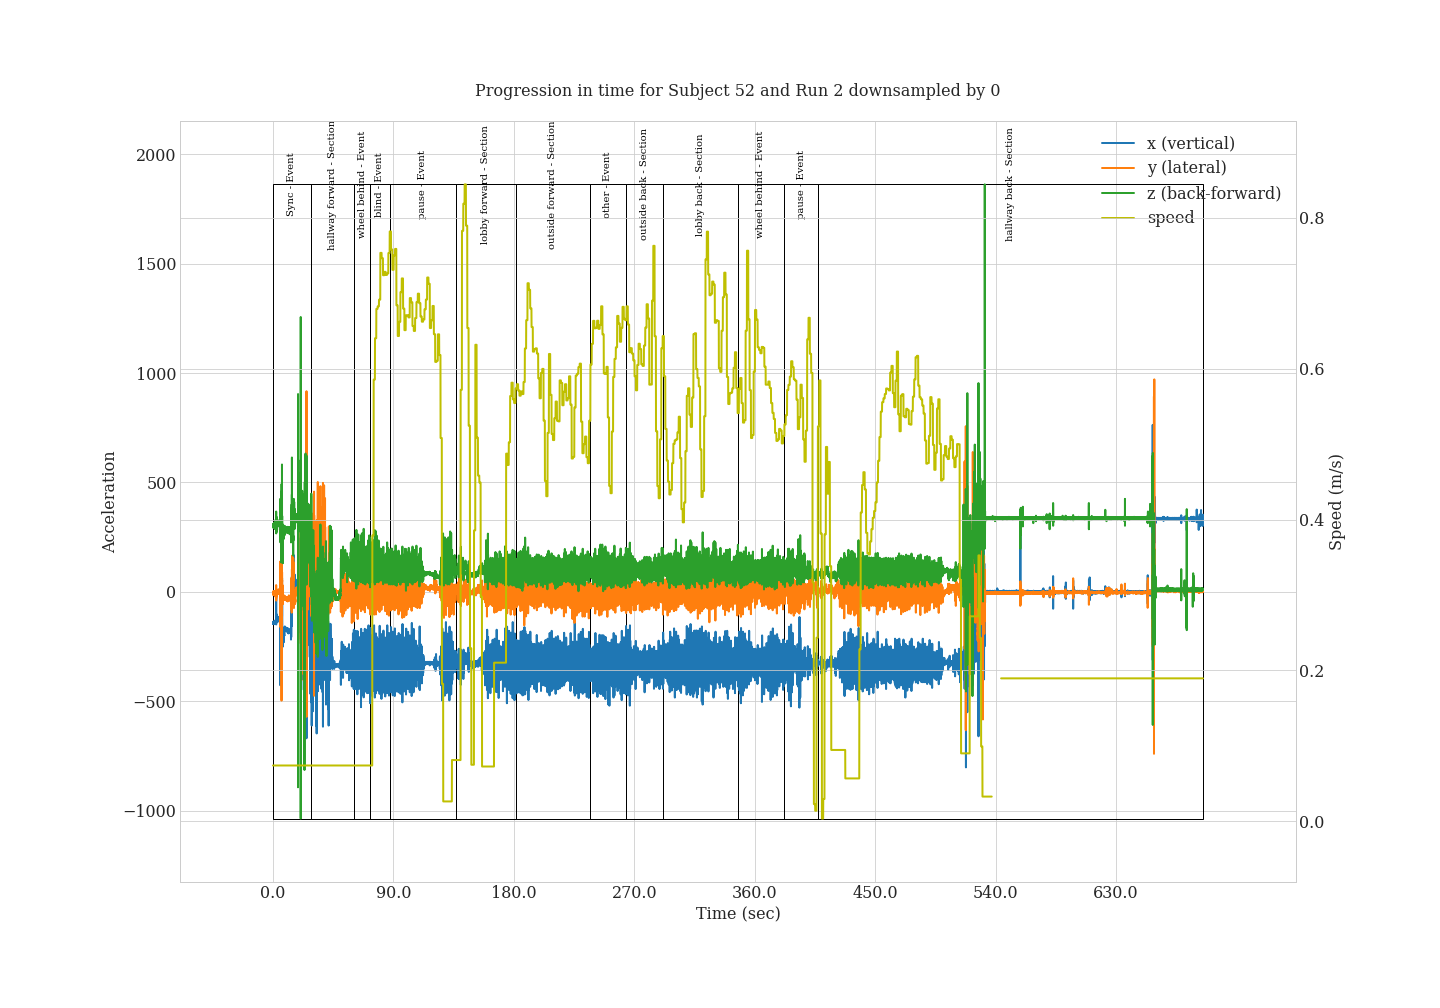 Progression in time for Subject 52 and Run 2 downsampled by 0
Sync - Event
hallway forward - Section
wheel behind - Event
blind - Event
pause - Event
lobby forward - Section
outside forward - Section
other - Event
outside back - Section
lobby back - Section
wheel behind - Event
pause - Event
hallway back - Section
x (vertical)
y (lateral)
z (back-forward)
speed
2000
1500
1000
500
0
−500
−1000
Acceleration
0.8
0.6
0.4
0.2
0.0
Speed (m/s)
0.0 90.0 180.0 270.0 360.0 450.0 540.0 630.0
Time (sec)